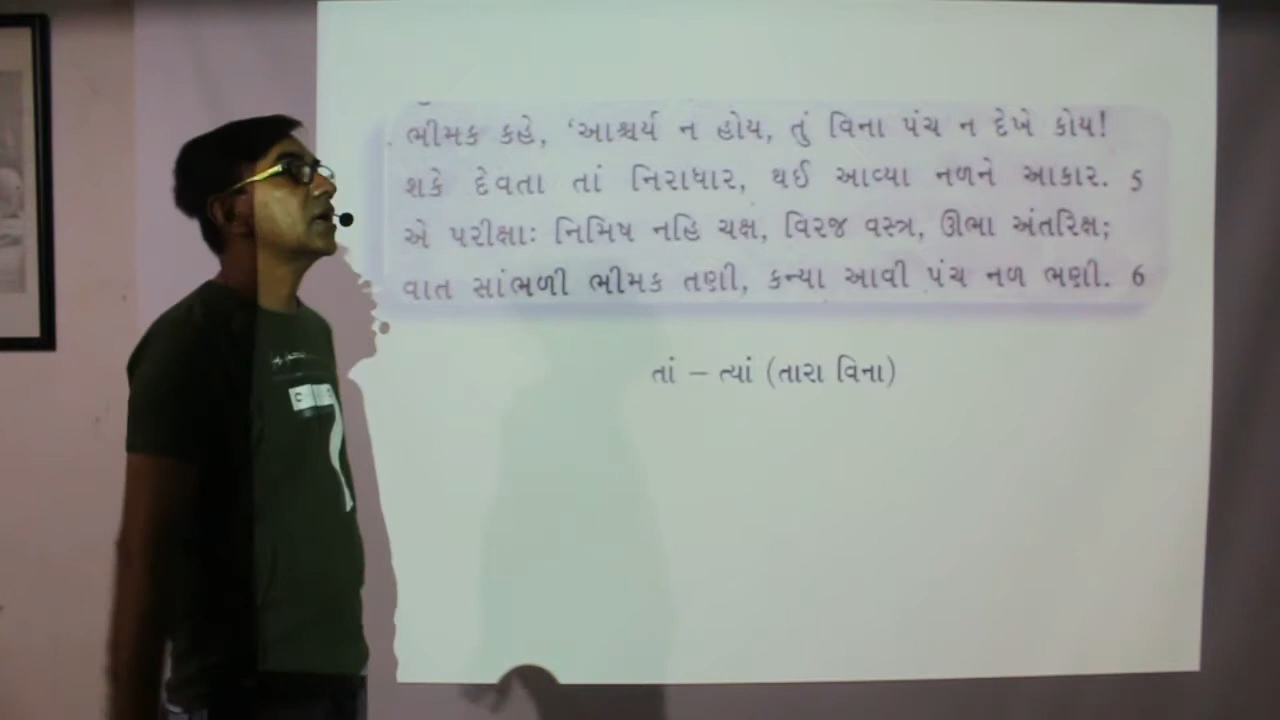 ભીમક કહે, ‘આશ્ચર્ય ન હોય, તું વિના પંચ ન દેખે કોય!
શકે દેવતા તાં નિરાધાર, થઈ આવ્યા નળને આકાર. 5
એ પરીક્ષાઃ નિમિષ નહિ ચક્ષ, વિરજ વસ્ત્ર, ઊભા અંતરિક્ષ;
વાત સાંભળી ભીમક તણી, કન્યા આવી પંચ નળ ભણી. 6
તાં – ત્યાં (તારા વિના)